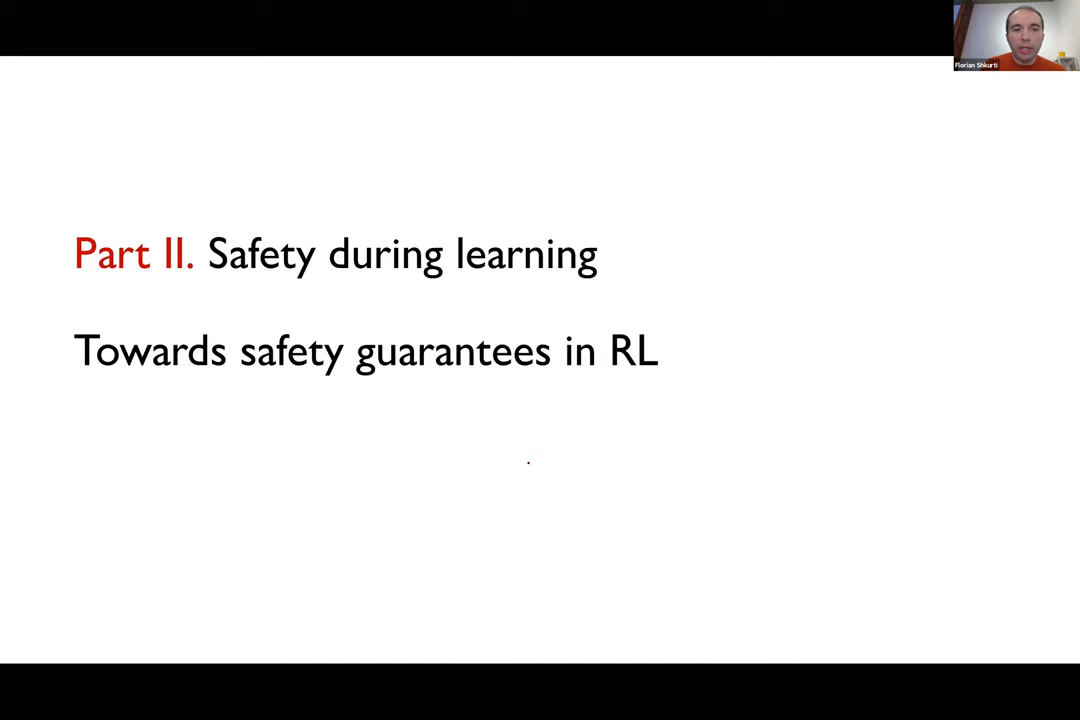 Florian Shkurti
Part II. Safety during learning
Towards safety guarantees in RL